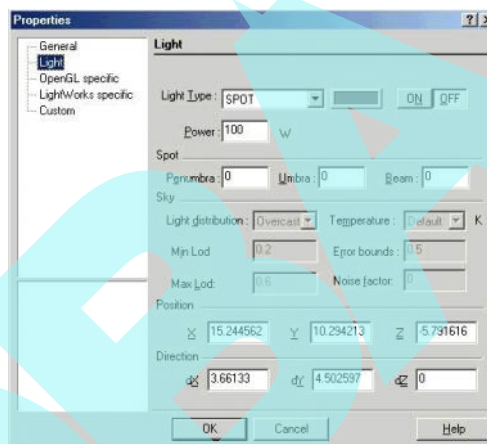 Properties
General
Light
OpenGL specific
LightWorks specific
Custom
Light
Light Type : SPOT ON OFF
Power : 100 W
Spot
Penumbra : 0 Umbra : 0 Beam : 0
Sky
Light distribution : Overcast Temperature : Default K
Min Lod 0.2 Error bounds : 0.5
Max Lod: 0.6 Noise factor: 0
Position
X 15.244562 Y 10.294213 Z -5.791616
Direction
dX 3.66133 dY 4.502597 dZ 0
OK Cancel Help